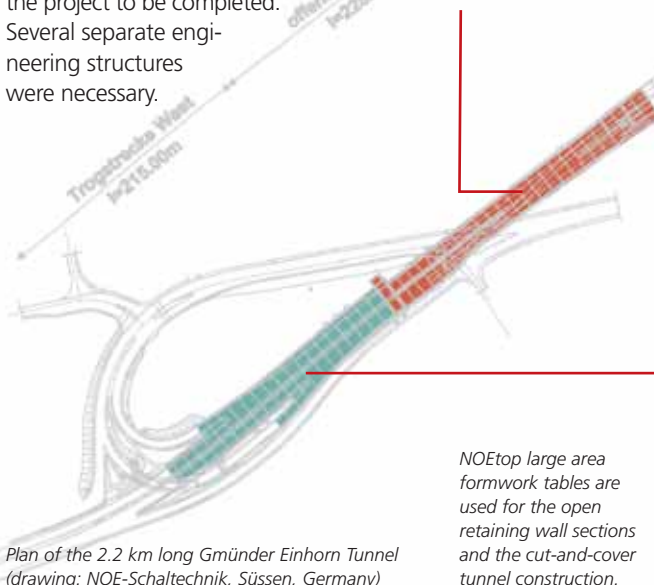 the project to be completed.
Several separate engi-
neering structures
were necessary.
Trogstrecke West
l=215.00m
NOEtop large area
formwork tables are
used for the open
retaining wall sections
and the cut-and-cover
tunnel construction.
Plan of the 2.2 km long Gmünder Einhorn Tunnel
(drawing: NOE-Schaltechnik, Süssen, Germany)